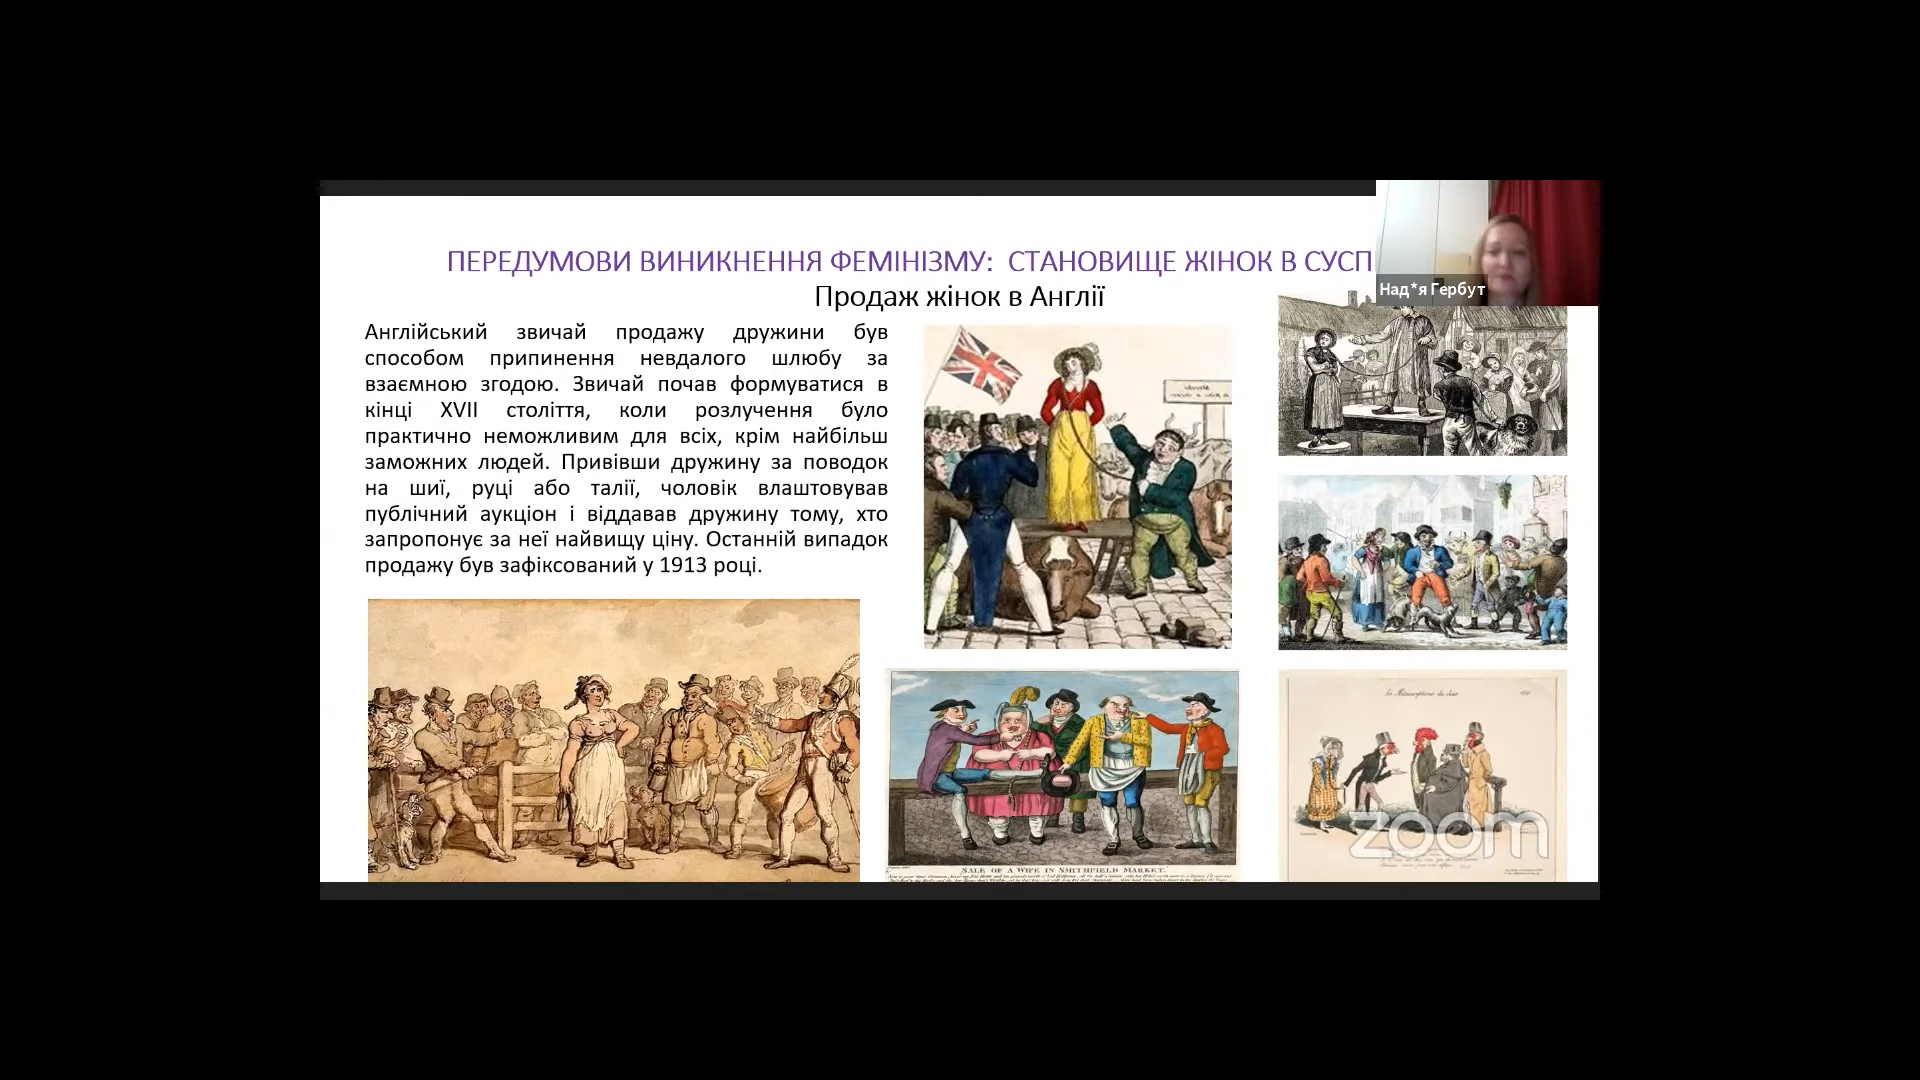 ПЕРЕДУМОВИ ВИНИКНЕННЯ ФЕМІНІЗМУ: СТАНОВИЩЕ ЖІНОК В СУСП
Над*я Гербут
Продаж жінок в Англії
Англійський звичай продажу дружини був
способом припинення невдалого шлюбу за
взаємною згодою. Звичай почав формуватися в
кінці XVII століття, коли розлучення було
практично неможливим для всіх, крім найбільш
заможних людей. Привівши дружину за поводок
на шиї, руці або талії, чоловік влаштовував
публічний аукціон і віддавав дружину тому, хто
запропонує за неї найвищу ціну. Останній випадок
продажу був зафіксований у 1913 році.
SALE OF A WIFE IN SMITHFIELD MARKET.
zoom